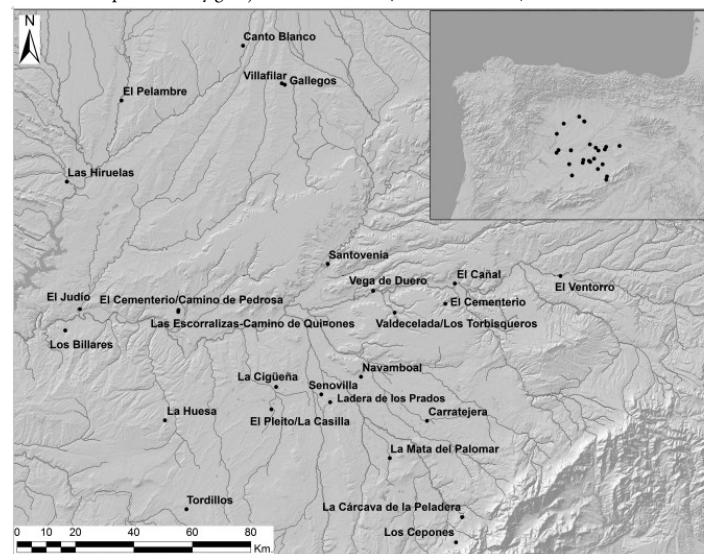 N
Canto Blanco
Villafilar
Gallegos
El Pelambre
Las Hiruelas
Santovenia
Vega de Duero
El Cañal
El Ventorro
El Judío
El Cementerio/Camino de Pedrosa
El Cementerio
Las Escorralizas-Camino de Quiñones
Valdecelada/Los Torbisqueros
Los Billares
Navamboal
La Cigüeña
Senovilla
Ladera de los Prados
La Huesa
El Pleito/La Casilla
Carratejera
La Mata del Palomar
Tordillos
La Cárcava de la Peladera
Los Cepones
0 10 20 40 60 80
Km.